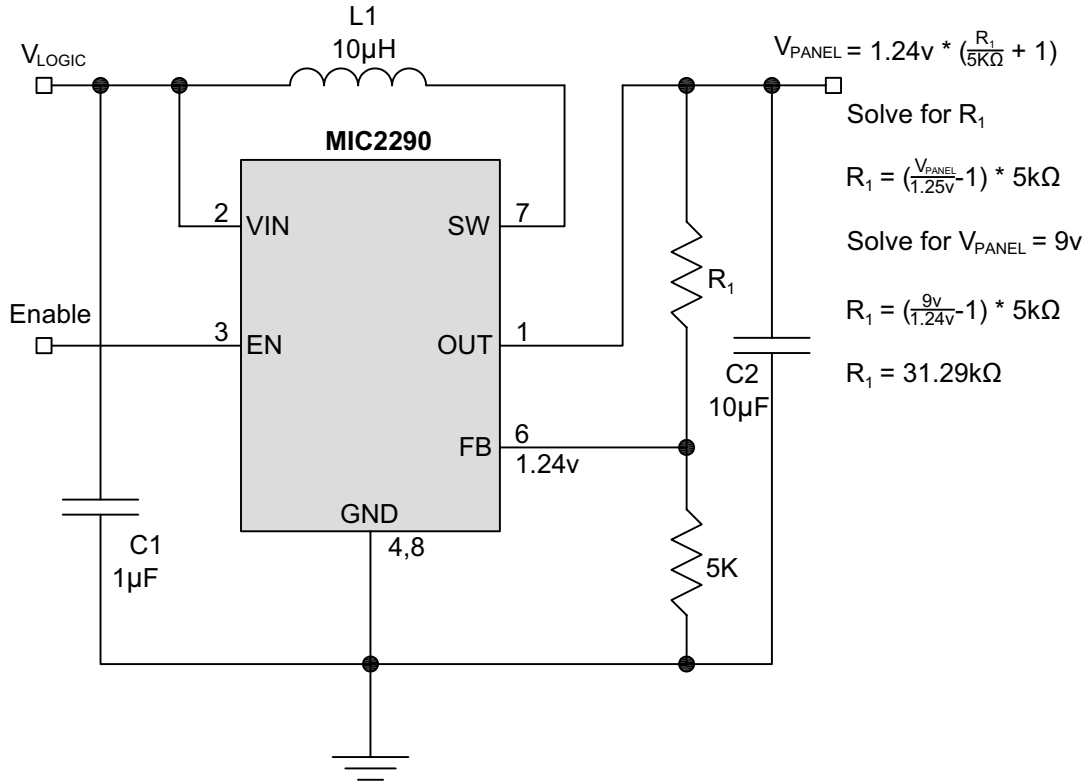 L1
10µH
V_LOGIC
MIC2290
2
VIN
SW
7
Enable
3
EN
OUT
1
FB
6
1.24v
GND
4,8
C1
1µF
R₁
5K
C2
10µF
V_PANEL = 1.24v * (R₁/5KΩ + 1)
Solve for R₁
R₁ = (V_PANEL/1.25v-1) * 5kΩ
Solve for V_PANEL = 9v
R₁ = (9v/1.24v-1) * 5kΩ
R₁ = 31.29kΩ